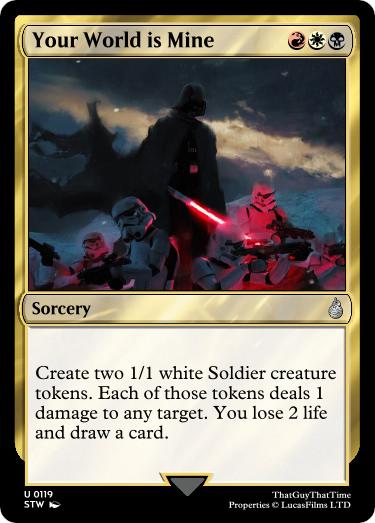 Your World is Mine
Sorcery
Create two 1/1 white Soldier creature
tokens. Each of those tokens deals 1
damage to any target. You lose 2 life
and draw a card.
U 0119
ThatGuyThatTime
STW
Properties © LucasFilms LTD